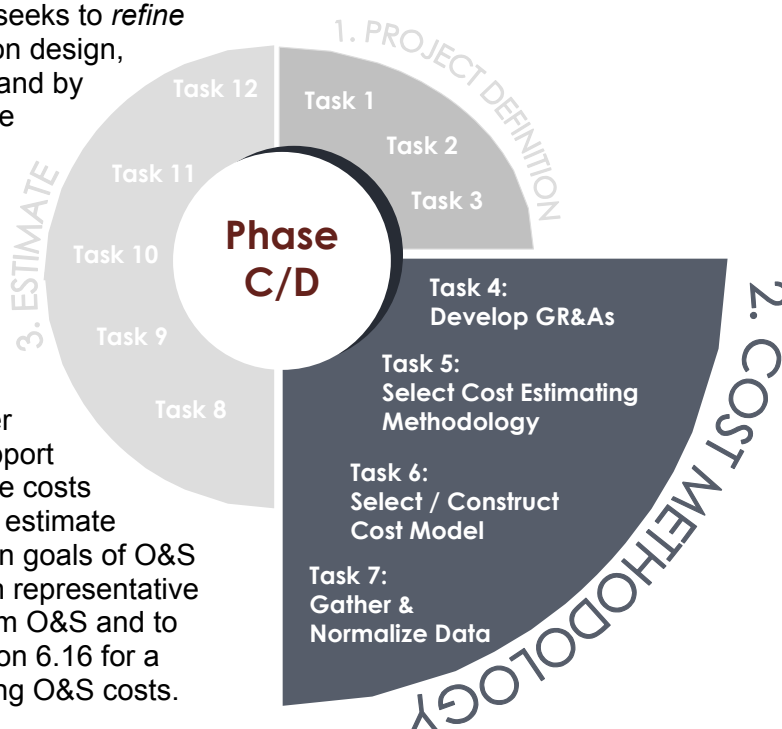 seeks to refine
on design,
and by
e
er
port
e costs
estimate
n goals of O&S
n representative
m O&S and to
on 6.16 for a
ng O&S costs.
1. PROJECT DEFINITION
Task 1
Task 2
Task 3
Phase
C/D
2. COST METHODOLOGY
Task 4:
Develop GR&As
Task 5:
Select Cost Estimating
Methodology
Task 6:
Select / Construct
Cost Model
Task 7:
Gather &
Normalize Data
3. ESTIMATE
Task 8
Task 9
Task 10
Task 11
Task 12